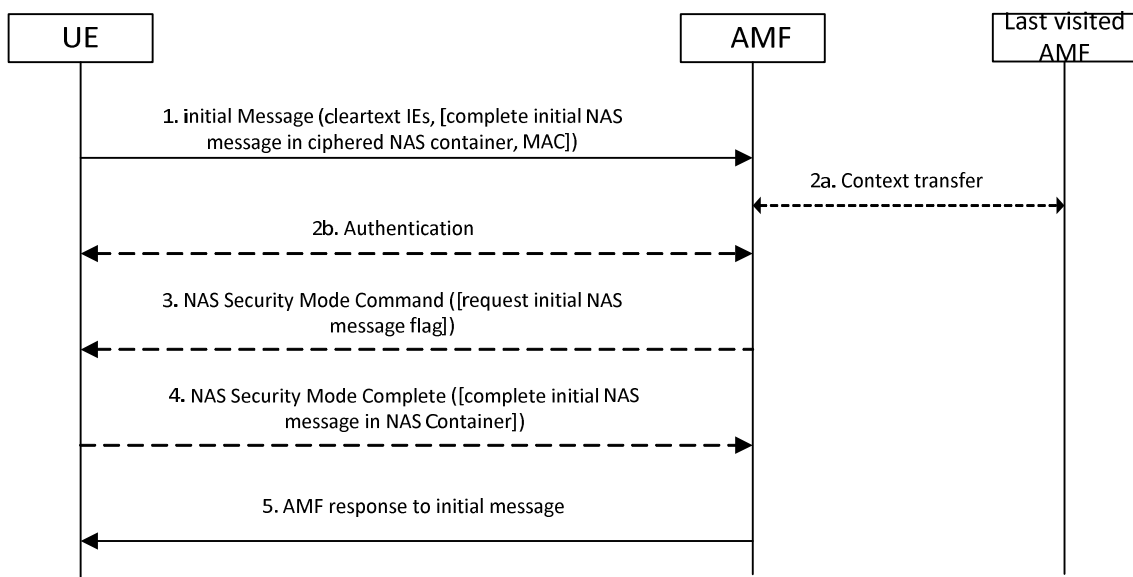 UE
AMF
Last visited
AMF
1. initial Message (cleartext IEs, [complete initial NAS
message in ciphered NAS container, MAC])
2a. Context transfer
2b. Authentication
3. NAS Security Mode Command ([request initial NAS
message flag])
4. NAS Security Mode Complete ([complete initial NAS
message in NAS Container])
5. AMF response to initial message